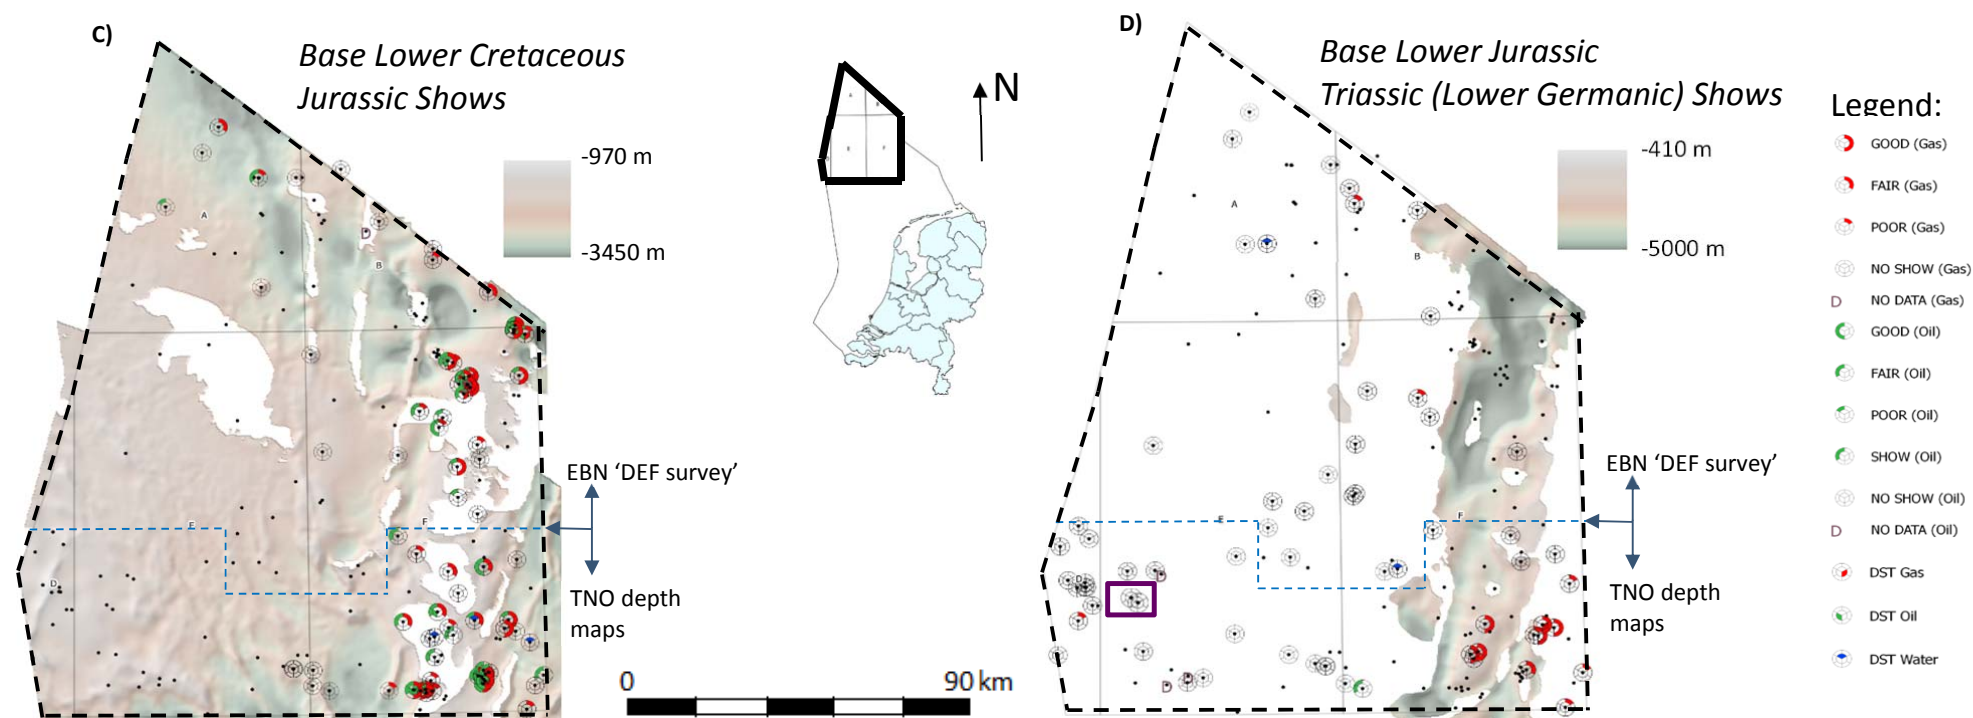 C)
Base Lower Cretaceous
Jurassic Shows
-970 m
-3450 m
A
B
D
E
F
D
EBN 'DEF survey'
TNO depth
maps
N
A
B
E
F
0
90 km
D)
Base Lower Jurassic
Triassic (Lower Germanic) Shows
-410 m
-5000 m
A
B
E
F
D
D
D
D
EBN 'DEF survey'
TNO depth
maps
Legend:
GOOD (Gas)
FAIR (Gas)
POOR (Gas)
NO SHOW (Gas)
D NO DATA (Gas)
GOOD (Oil)
FAIR (Oil)
POOR (Oil)
SHOW (Oil)
NO SHOW (Oil)
D NO DATA (Oil)
DST Gas
DST Oil
DST Water